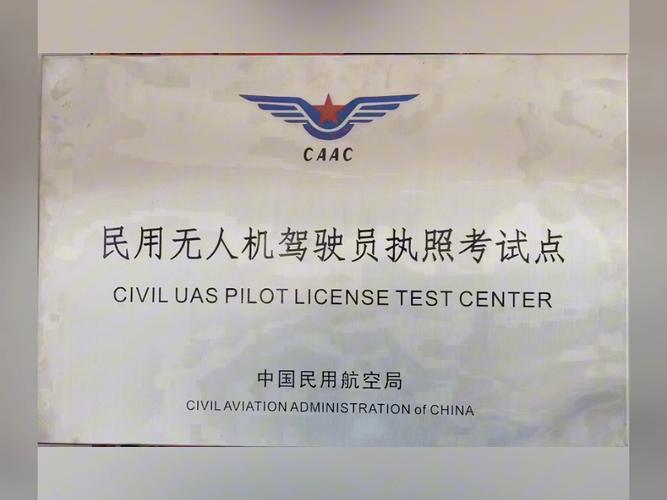 CAAC
民用无人机驾驶员执照考试点
CIVIL UAS PILOT LICENSE TEST CENTER
中国民用航空局
CIVIL AVIATION ADMINISTRATION of CHINA